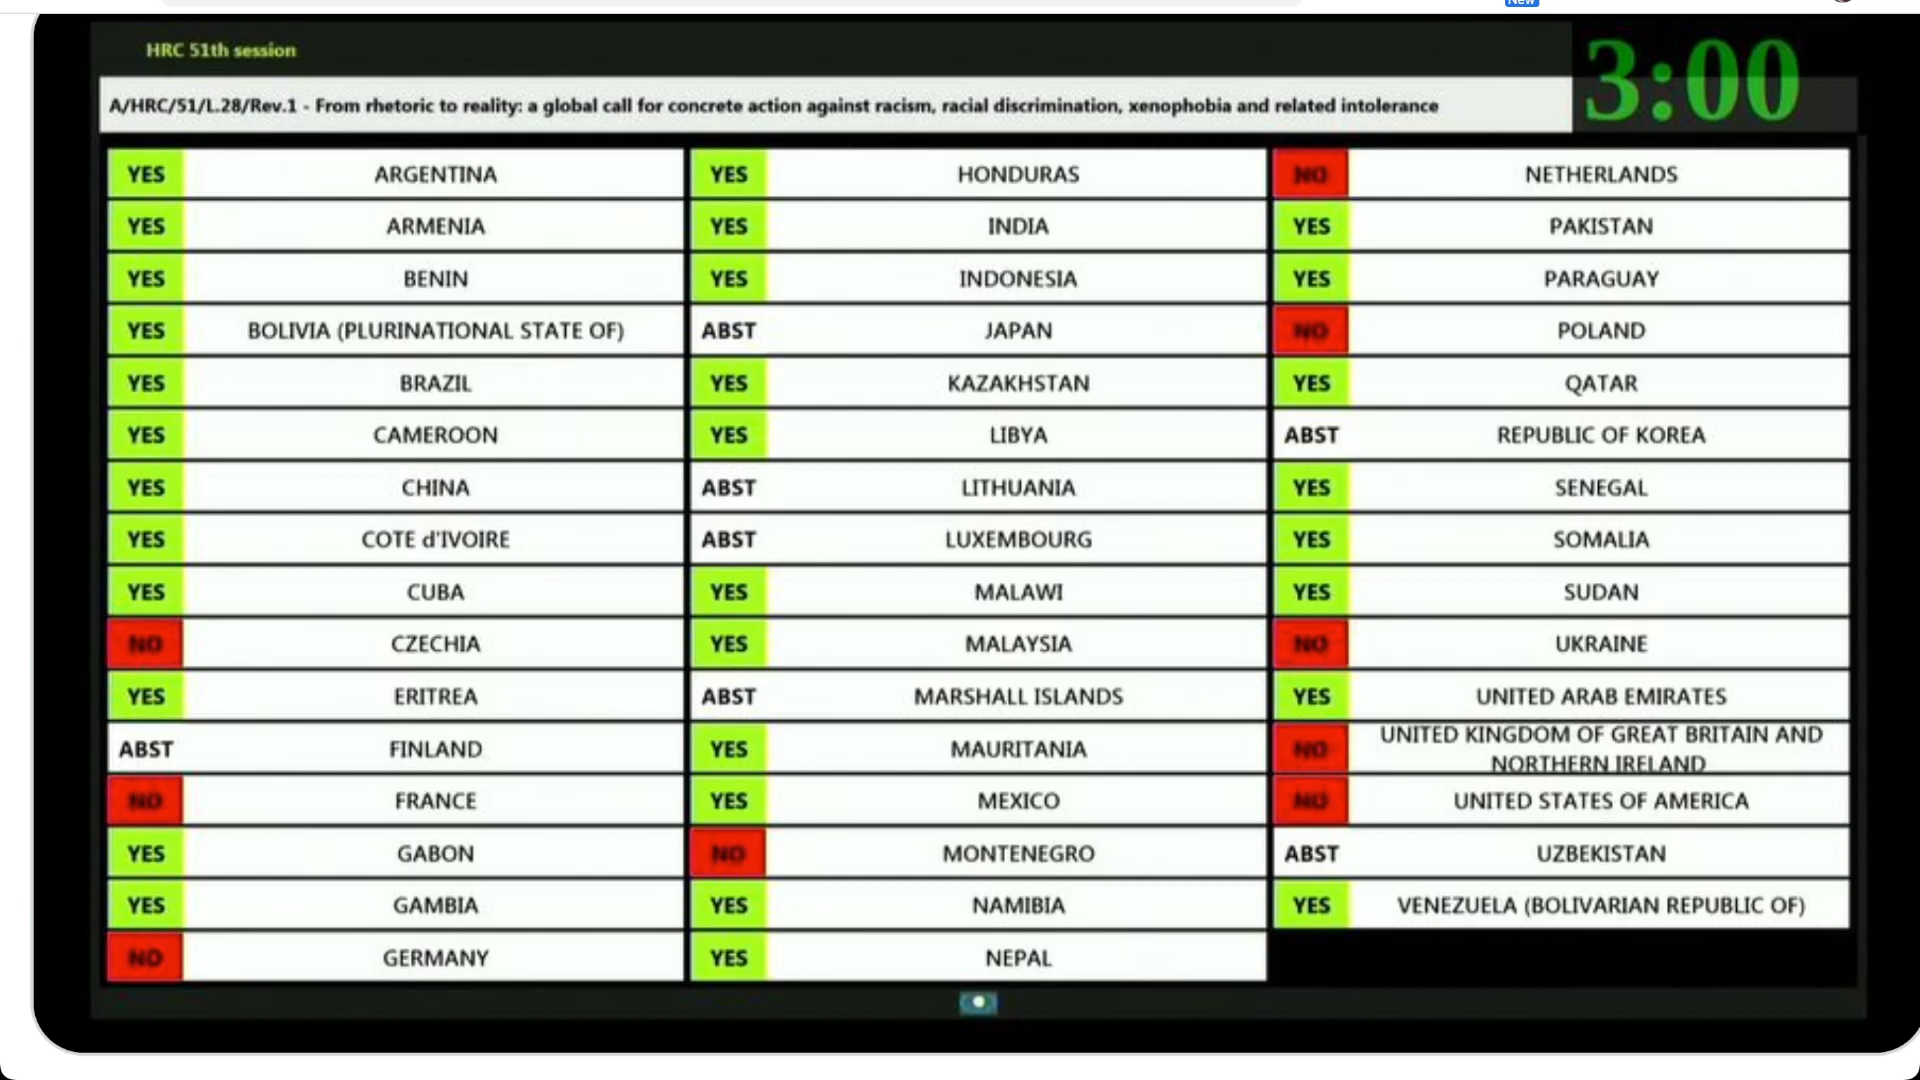 New
HRC 51th session
3:00
A/HRC/51/L.28/Rev.1 - From rhetoric to reality: a global call for concrete action against racism, racial discrimination, xenophobia and related intolerance
YES ARGENTINA
YES ARMENIA
YES BENIN
YES BOLIVIA (PLURINATIONAL STATE OF)
YES BRAZIL
YES CAMEROON
YES CHINA
YES COTE d'IVOIRE
YES CUBA
NO CZECHIA
YES ERITREA
ABST FINLAND
NO FRANCE
YES GABON
YES GAMBIA
NO GERMANY
YES HONDURAS
YES INDIA
YES INDONESIA
ABST JAPAN
YES KAZAKHSTAN
YES LIBYA
ABST LITHUANIA
ABST LUXEMBOURG
YES MALAWI
YES MALAYSIA
ABST MARSHALL ISLANDS
YES MAURITANIA
YES MEXICO
NO MONTENEGRO
YES NAMIBIA
YES NEPAL
NO NETHERLANDS
YES PAKISTAN
YES PARAGUAY
NO POLAND
YES QATAR
ABST REPUBLIC OF KOREA
YES SENEGAL
YES SOMALIA
YES SUDAN
NO UKRAINE
YES UNITED ARAB EMIRATES
NO UNITED KINGDOM OF GREAT BRITAIN AND
NORTHERN IRELAND
NO UNITED STATES OF AMERICA
ABST UZBEKISTAN
YES VENEZUELA (BOLIVARIAN REPUBLIC OF)